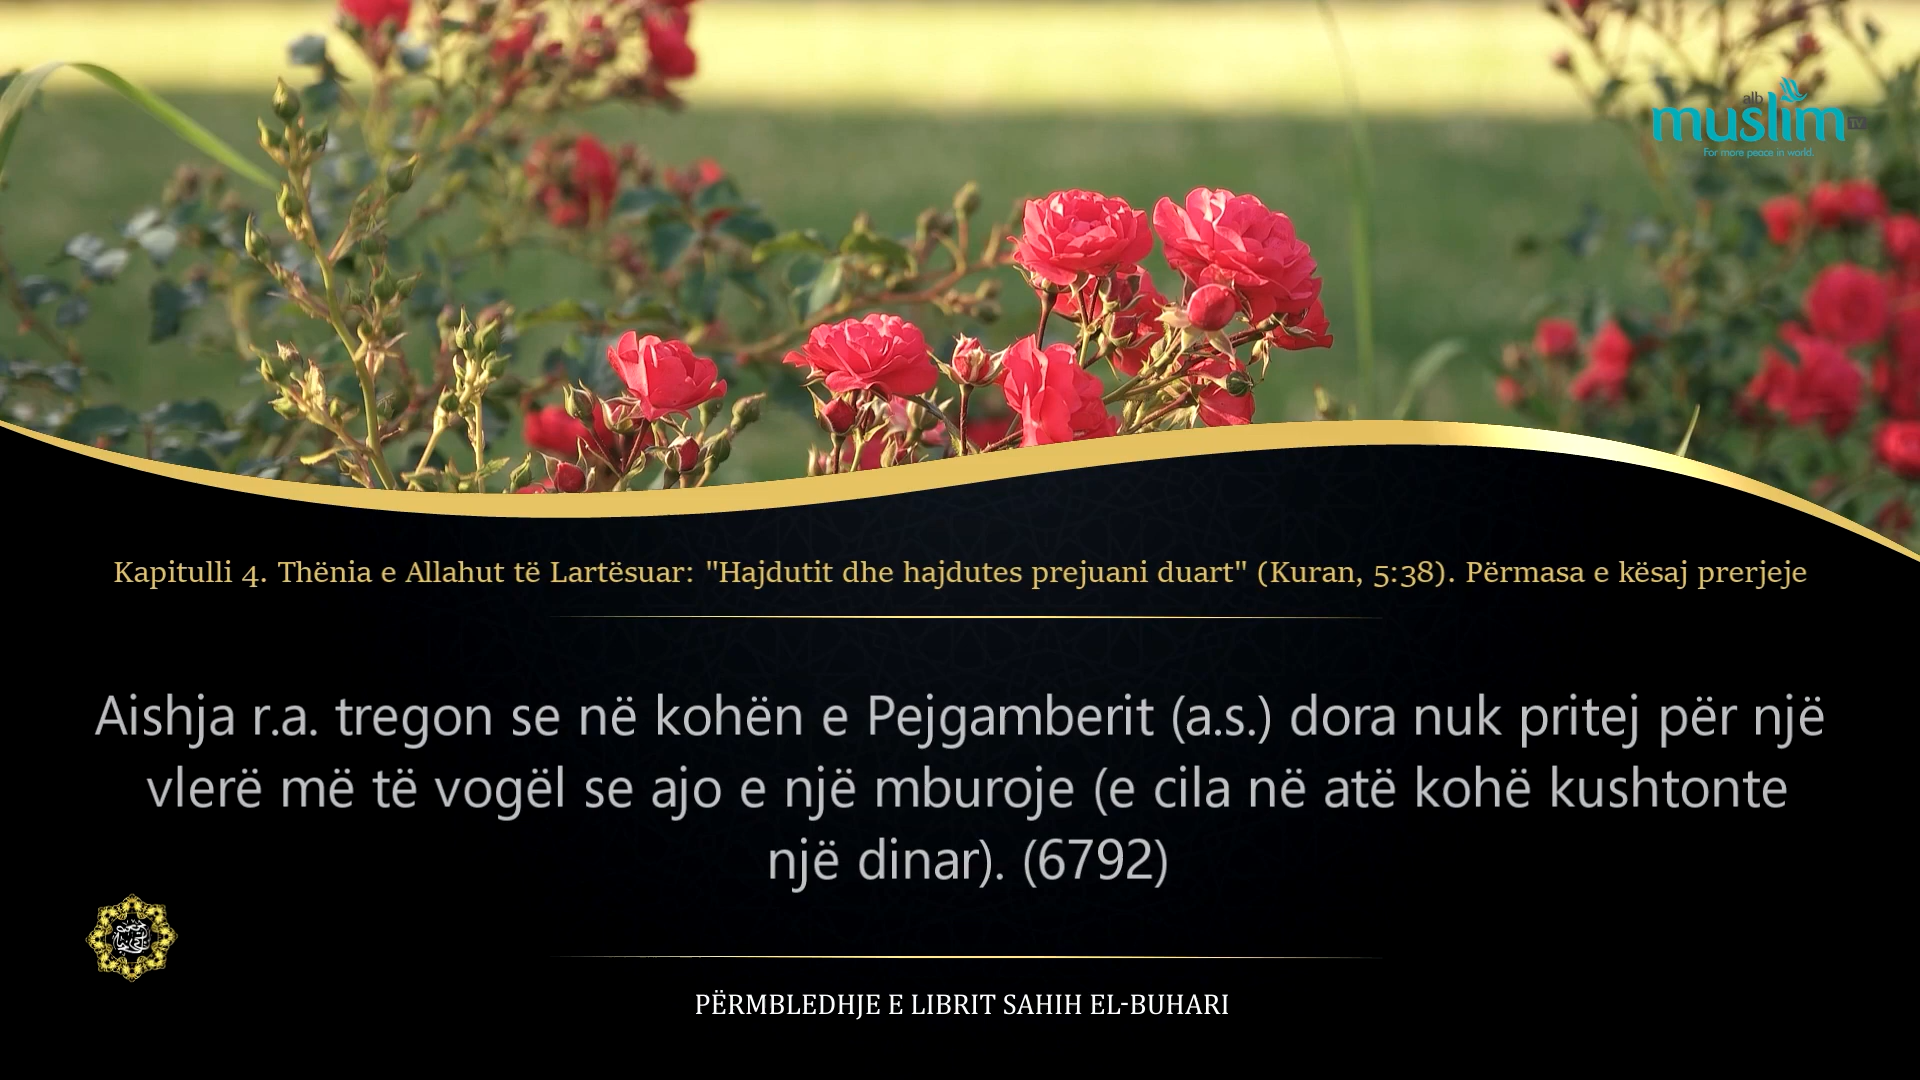 alb
muslim TV
For more peace in world.
Kapitulli 4. Thënia e Allahut të Lartësuar: "Hajdutit dhe hajdutes prejuani duart" (Kuran, 5:38). Përmasa e kësaj prerjeje
Aishja r.a. tregon se në kohën e Pejgamberit (a.s.) dora nuk pritej për një
vlerë më të vogël se ajo e një mburoje (e cila në atë kohë kushtonte
një dinar). (6792)
PËRMBLEDHJE E LIBRIT SAHIH EL-BUHARI